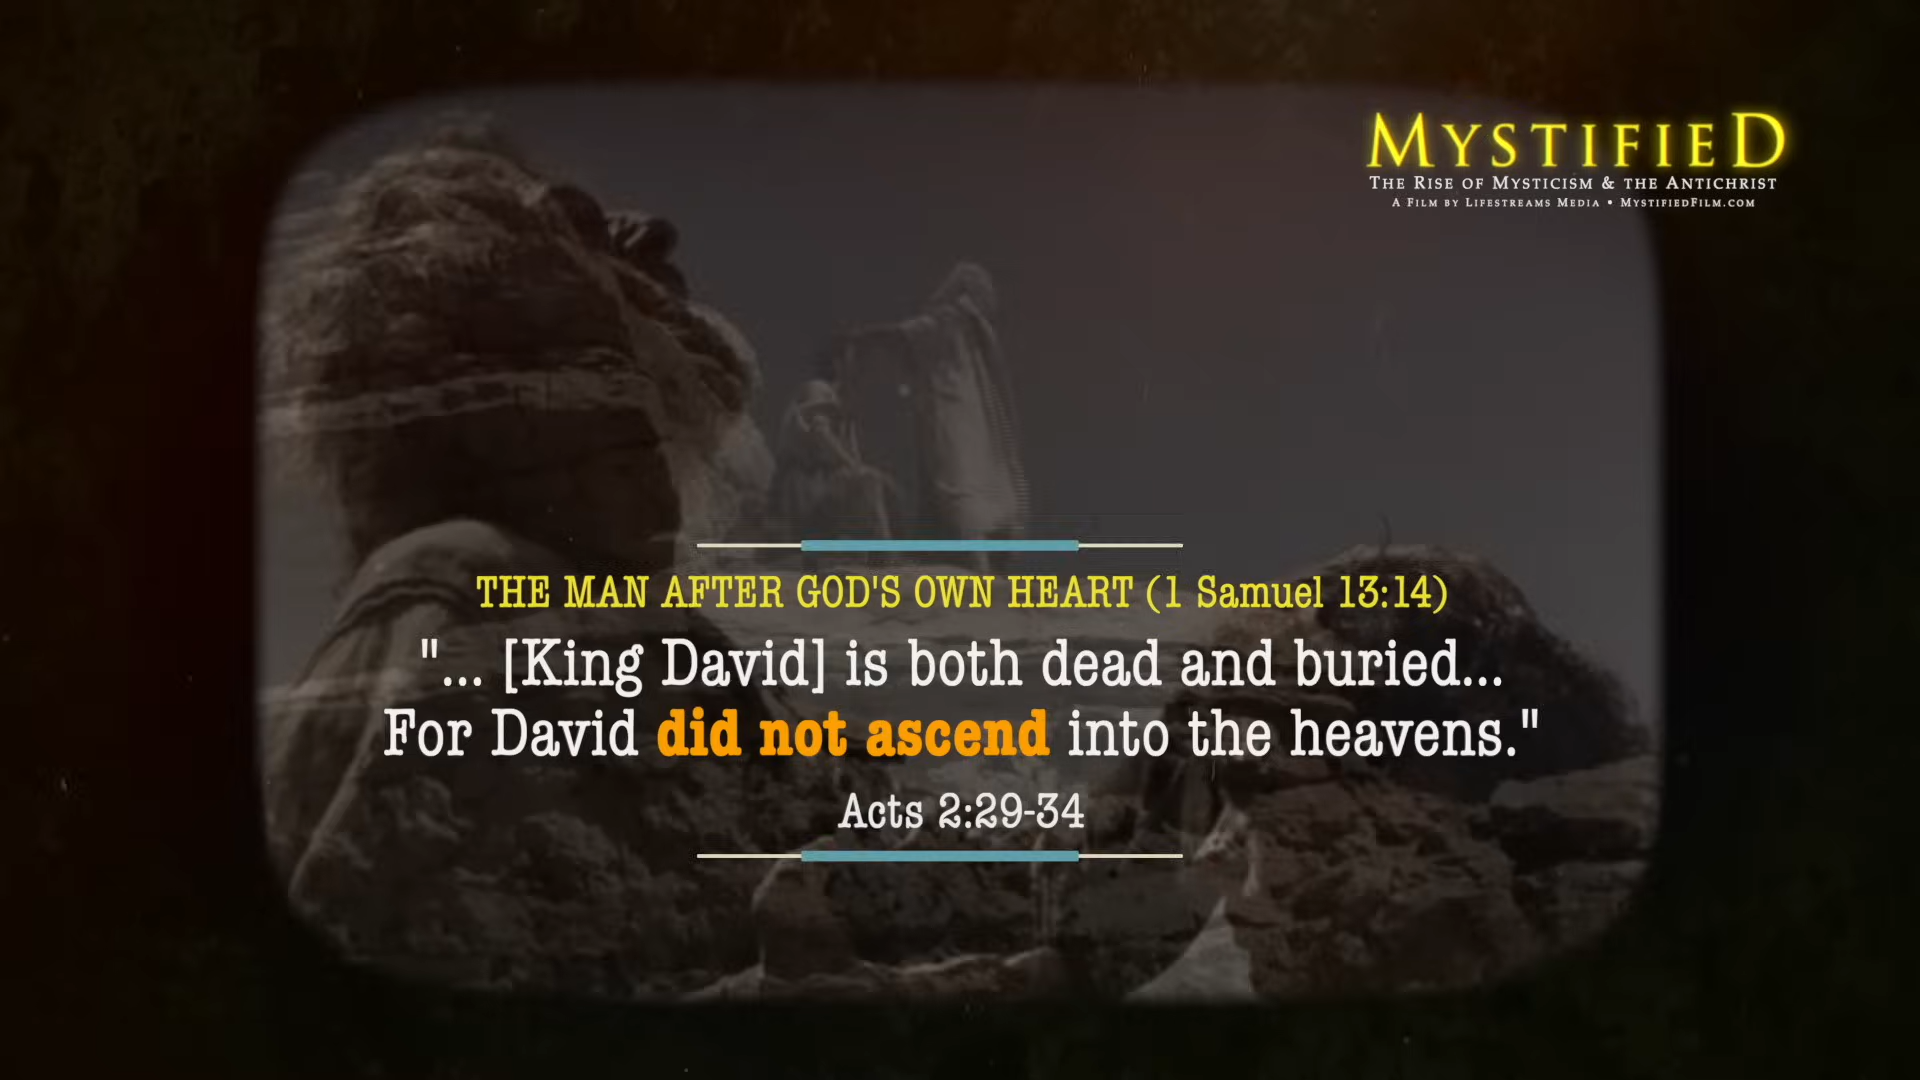 MYSTIFIED
THE RISE OF MYSTICISM & THE ANTICHRIST
A FILM BY LIFESTREAMS MEDIA • MYSTIFIEDFILM.COM
THE MAN AFTER GOD'S OWN HEART (1 Samuel 13:14)
"... [King David] is both dead and buried...
For David did not ascend into the heavens."
Acts 2:29-34